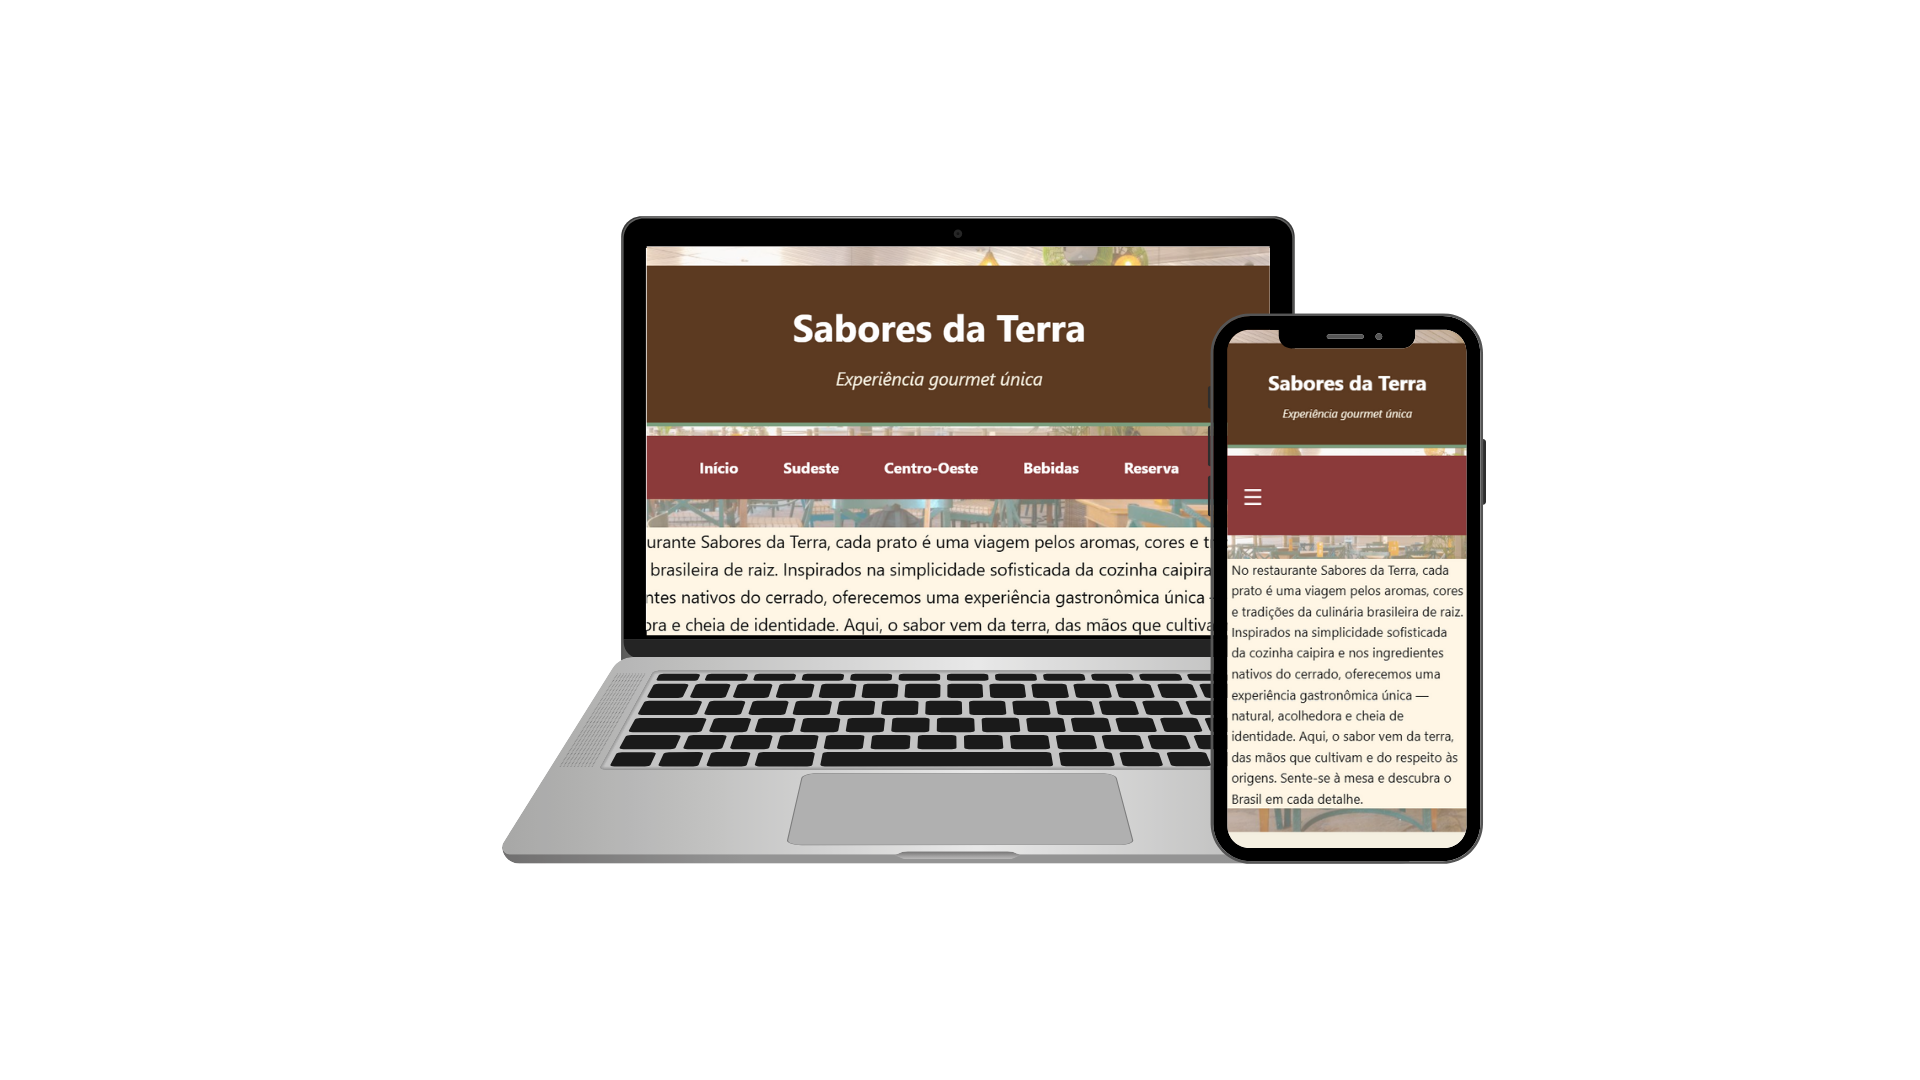 Sabores da Terra
Experiência gourmet única
Início Sudeste Centro-Oeste Bebidas Reserva
urante Sabores da Terra, cada prato é uma viagem pelos aromas, cores e t
brasileira de raiz. Inspirados na simplicidade sofisticada da cozinha caipira
ntes nativos do cerrado, oferecemos uma experiência gastronômica única
ora e cheia de identidade. Aqui, o sabor vem da terra, das mãos que cultiva
Sabores da Terra
Experiência gourmet única
No restaurante Sabores da Terra, cada
prato é uma viagem pelos aromas, cores
e tradições da culinária brasileira de raiz.
Inspirados na simplicidade sofisticada
da cozinha caipira e nos ingredientes
nativos do cerrado, oferecemos uma
experiência gastronômica única —
natural, acolhedora e cheia de
identidade. Aqui, o sabor vem da terra,
das mãos que cultivam e do respeito às
origens. Sente-se à mesa e descubra o
Brasil em cada detalhe.